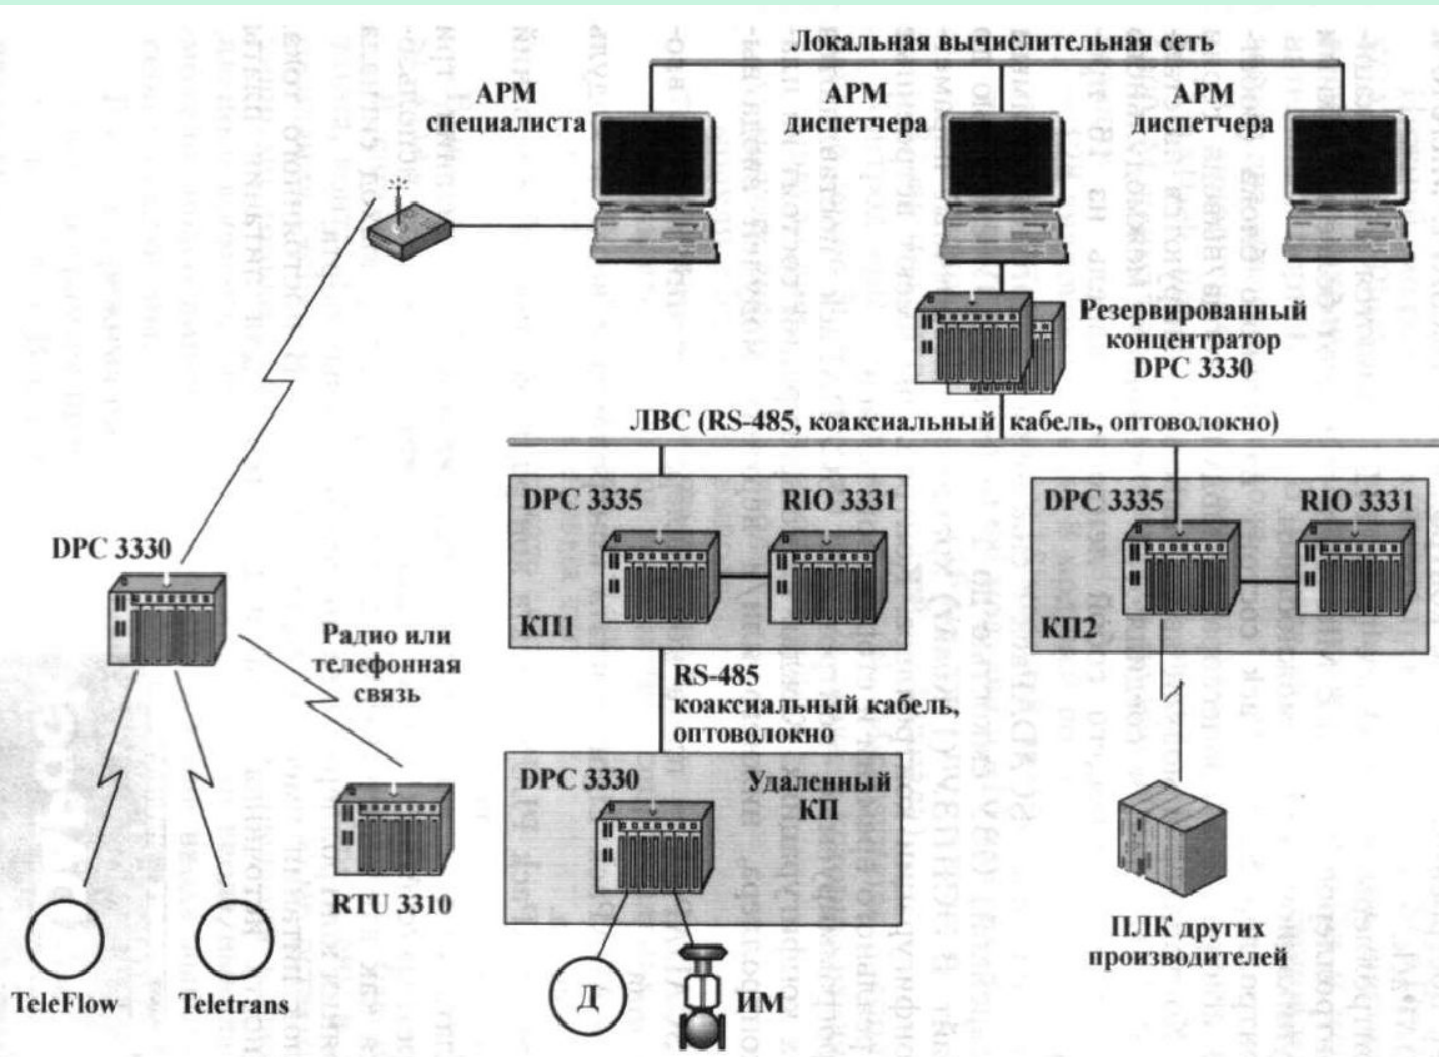 Локальная вычислительная сеть
АРМ
специалиста
АРМ
диспетчера
АРМ
диспетчера
Резервированный
концентратор
DPC 3330
ЛВС (RS-485, коаксиальный кабель, оптоволокно)
DPC 3335
RIO 3331
КП1
DPC 3335
RIO 3331
КП2
DPC 3330
Радио или
телефонная
связь
RS-485
коаксиальный кабель,
оптоволокно
DPC 3330
Удаленный
КП
RTU 3310
ПЛК других
производителей
TeleFlow
Teletrans
Д
ИМ